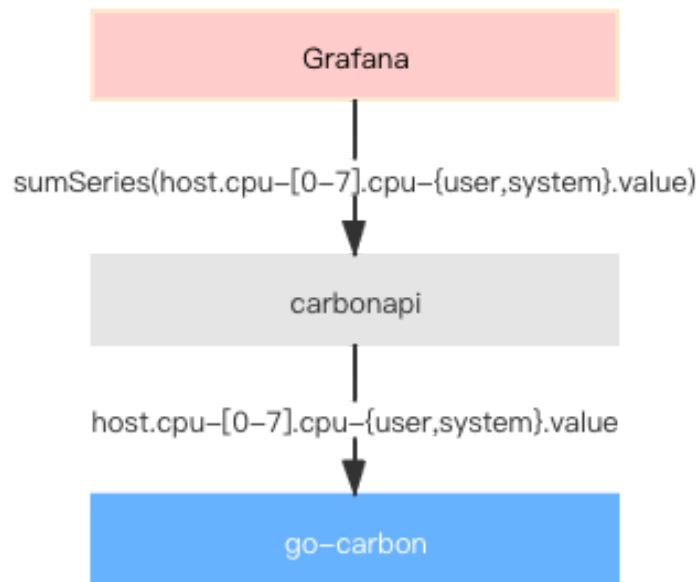 Grafana
sumSeries(host.cpu-[0-7].cpu-{user,system}.value)
carbonapi
host.cpu-[0-7].cpu-{user,system}.value
go-carbon